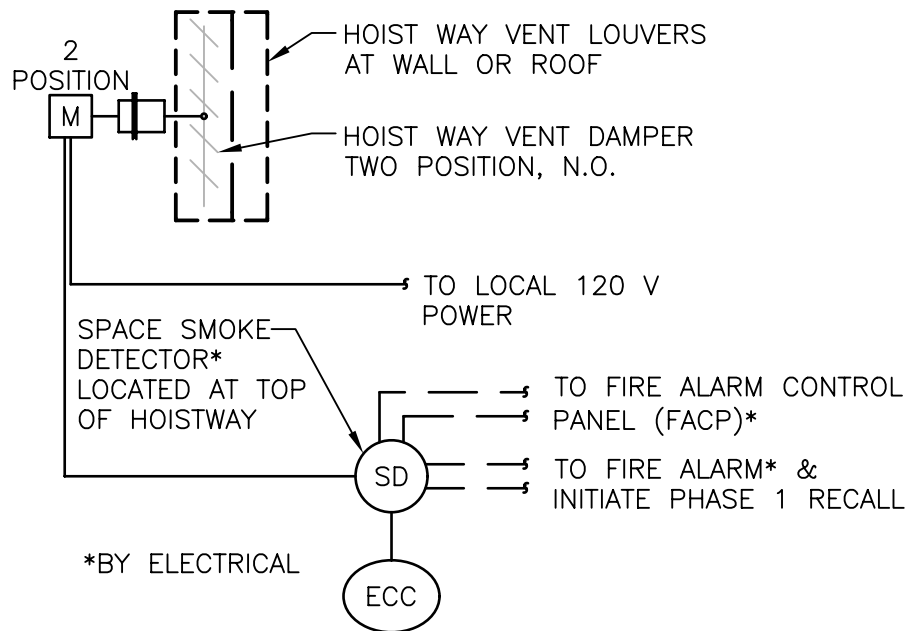 HOIST WAY VENT LOUVERS
AT WALL OR ROOF
2
POSITION
M
HOIST WAY VENT DAMPER
TWO POSITION, N.O.
TO LOCAL 120 V
POWER
SPACE SMOKE
DETECTOR*
LOCATED AT TOP
OF HOISTWAY
TO FIRE ALARM CONTROL
PANEL (FACP)*
SD
TO FIRE ALARM* &
INITIATE PHASE 1 RECALL
*BY ELECTRICAL
ECC